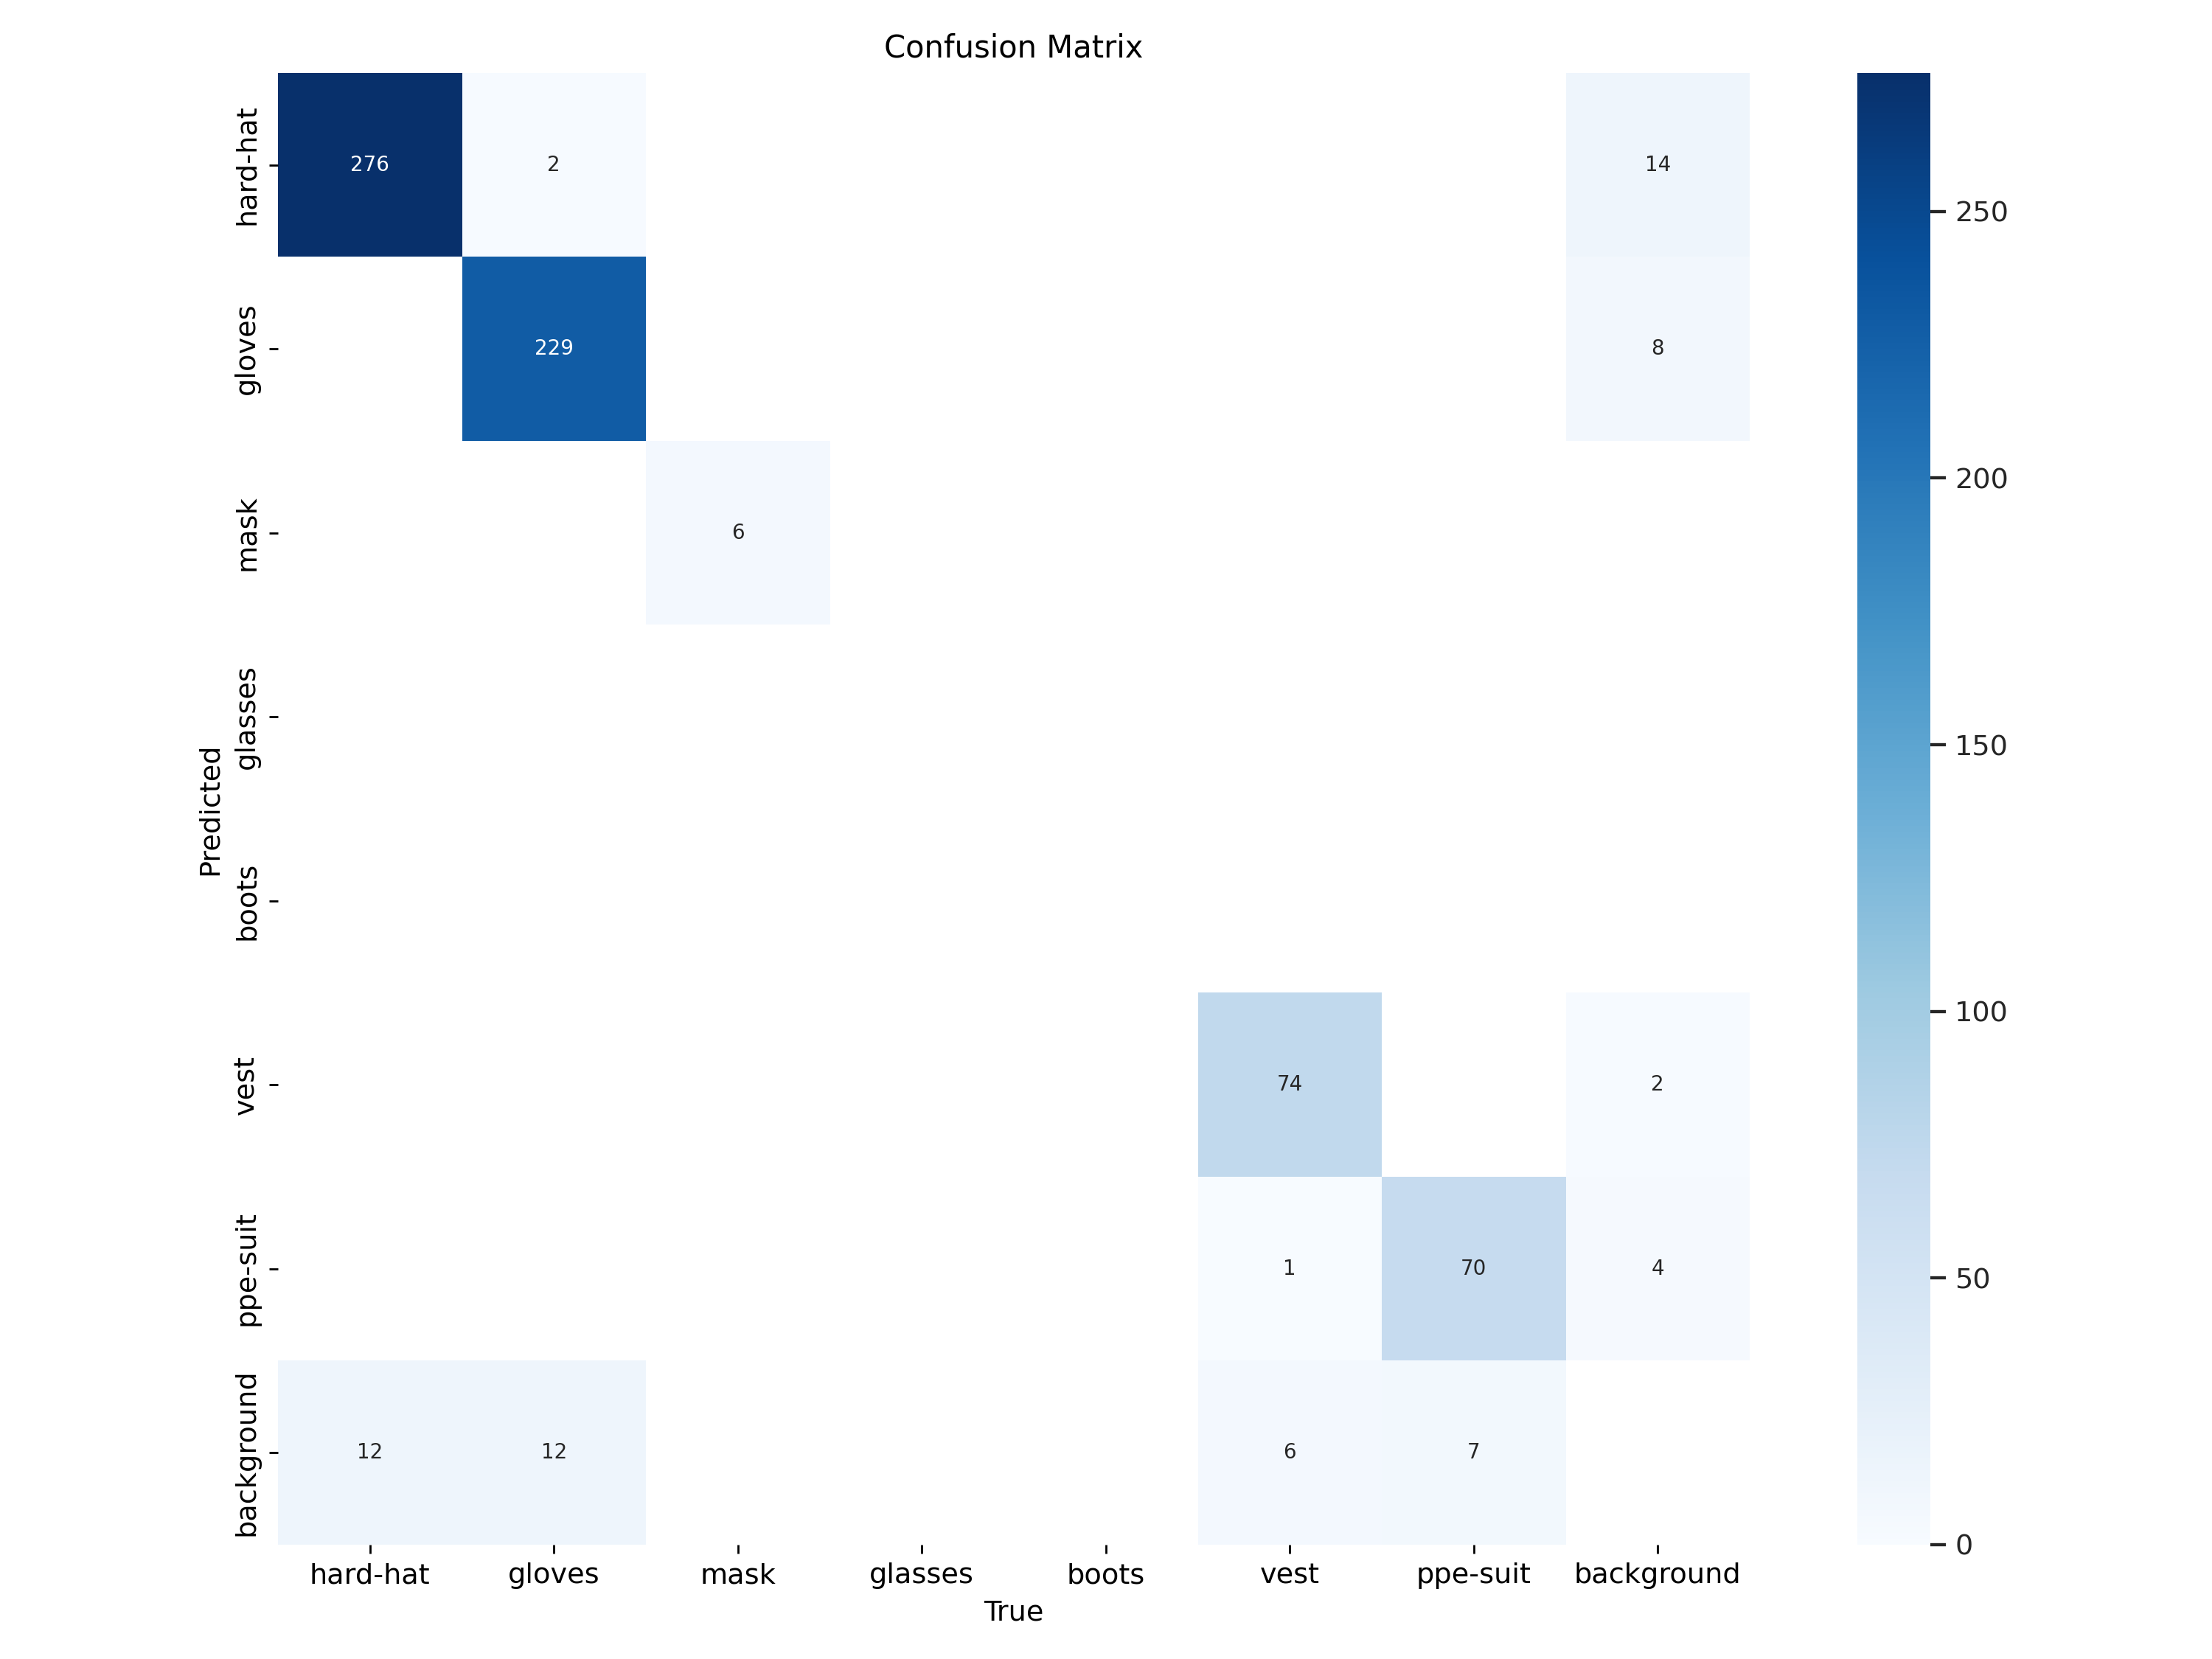 Confusion Matrix
hard-hat
276
2
14
250
gloves
229
8
200
mask
6
glasses
150
Predicted
boots
100
vest
74
2
ppe-suit
1
70
4
50
background
12
12
6
7
0
hard-hat
gloves
mask
glasses
boots
vest
ppe-suit
background
True